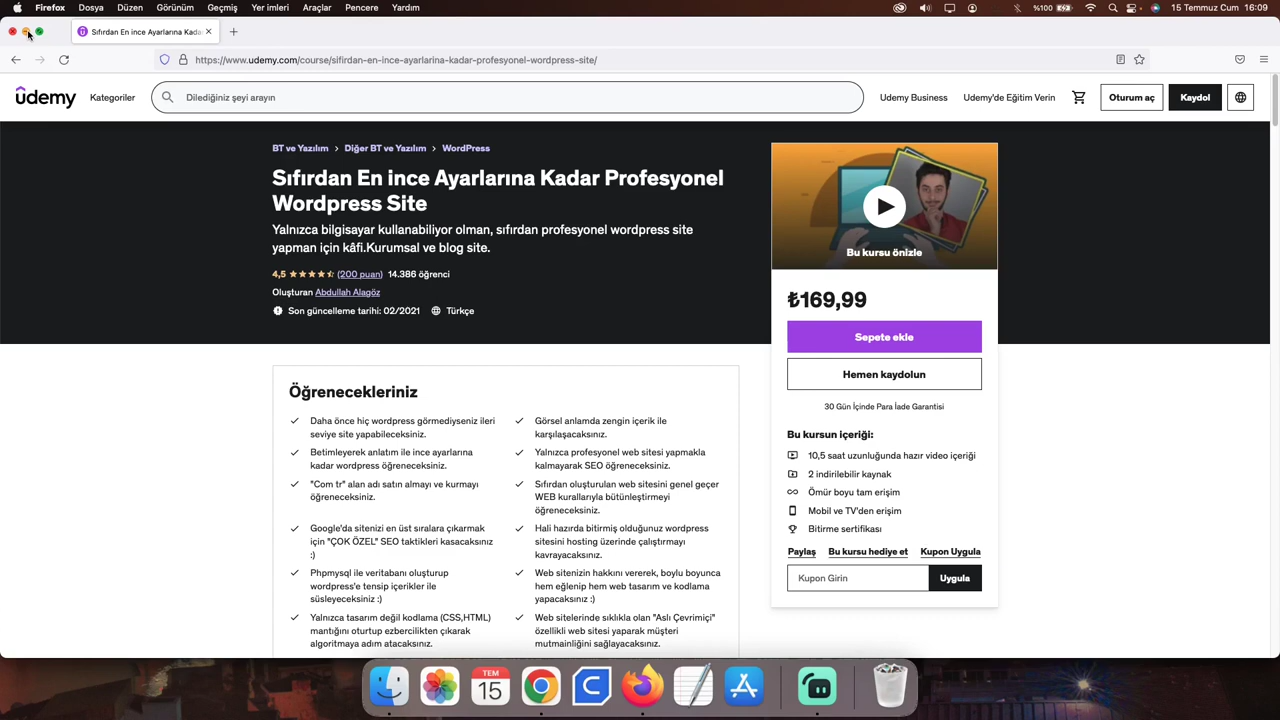 Firefox Dosya Düzen Görünüm Geçmiş Yer imleri Araçlar Pencere Yardım %100 15 Temmuz Cum 16:09
Sıfırdan En ince Ayarlarına Kada
https://www.udemy.com/course/sifirdan-en-ince-ayarlarina-kadar-profesyonel-wordpress-site/
ûdemy Kategoriler Dilediğiniz şeyi arayın Udemy Business Udemy'de Eğitim Verin Oturum aç Kaydol
BT ve Yazılım > Diğer BT ve Yazılım > WordPress
Sıfırdan En ince Ayarlarına Kadar Profesyonel
Wordpress Site
Yalnızca bilgisayar kullanabiliyor olman, sıfırdan profesyonel wordpress site
yapman için kâfi.Kurumsal ve blog site.
4,5 (200 puan) 14.386 öğrenci
Oluşturan Abdullah Alagöz
Son güncelleme tarihi: 02/2021 Türkçe
Bu kursu önizle
₺169,99
Sepete ekle
Hemen kaydolun
30 Gün İçinde Para İade Garantisi
Bu kursun içeriği:
10,5 saat uzunluğunda hazır video içeriği
2 indirilebilir kaynak
Ömür boyu tam erişim
Mobil ve TV'den erişim
Bitirme sertifikası
Paylaş Bu kursu hediye et Kupon Uygula
Kupon Girin Uygula
Öğrenecekleriniz
Daha önce hiç wordpress görmediyseniz ileri
seviye site yapabileceksiniz.
Görsel anlamda zengin içerik ile
karşılaşacaksınız.
Betimleyerek anlatım ile ince ayarlarına
kadar wordpress öğreneceksiniz.
Yalnızca profesyonel web sitesi yapmakla
kalmayarak SEO öğreneceksiniz.
"Com tr" alan adı satın almayı ve kurmayı
öğreneceksiniz.
Sıfırdan oluşturulan web sitesini genel geçer
WEB kurallarıyla bütünleştirmeyi
öğreneceksiniz.
Google'da sitenizi en üst sıralara çıkarmak
için "ÇOK ÖZEL" SEO taktikleri kasacaksınız
:)
Hali hazırda bitirmiş olduğunuz wordpress
sitesini hosting üzerinde çalıştırmayı
kavrayacaksınız.
Phpmysql ile veritabanı oluşturup
wordpress'e tensip içerikler ile
süsleyeceksiniz :)
Web sitenizin hakkını vererek, boylu boyunca
hem eğlenip hem web tasarım ve kodlama
yapacaksınız :)
Yalnızca tasarım değil kodlama (CSS,HTML)
mantığını oturtup ezbercilikten çıkarak
algoritmaya adım atacaksınız.
Web sitelerinde sıklıkla olan "Aslı Çevrimiçi"
özellikli web sitesi yaparak müşteri
mutmainliğini sağlayacaksınız.
TEM
15